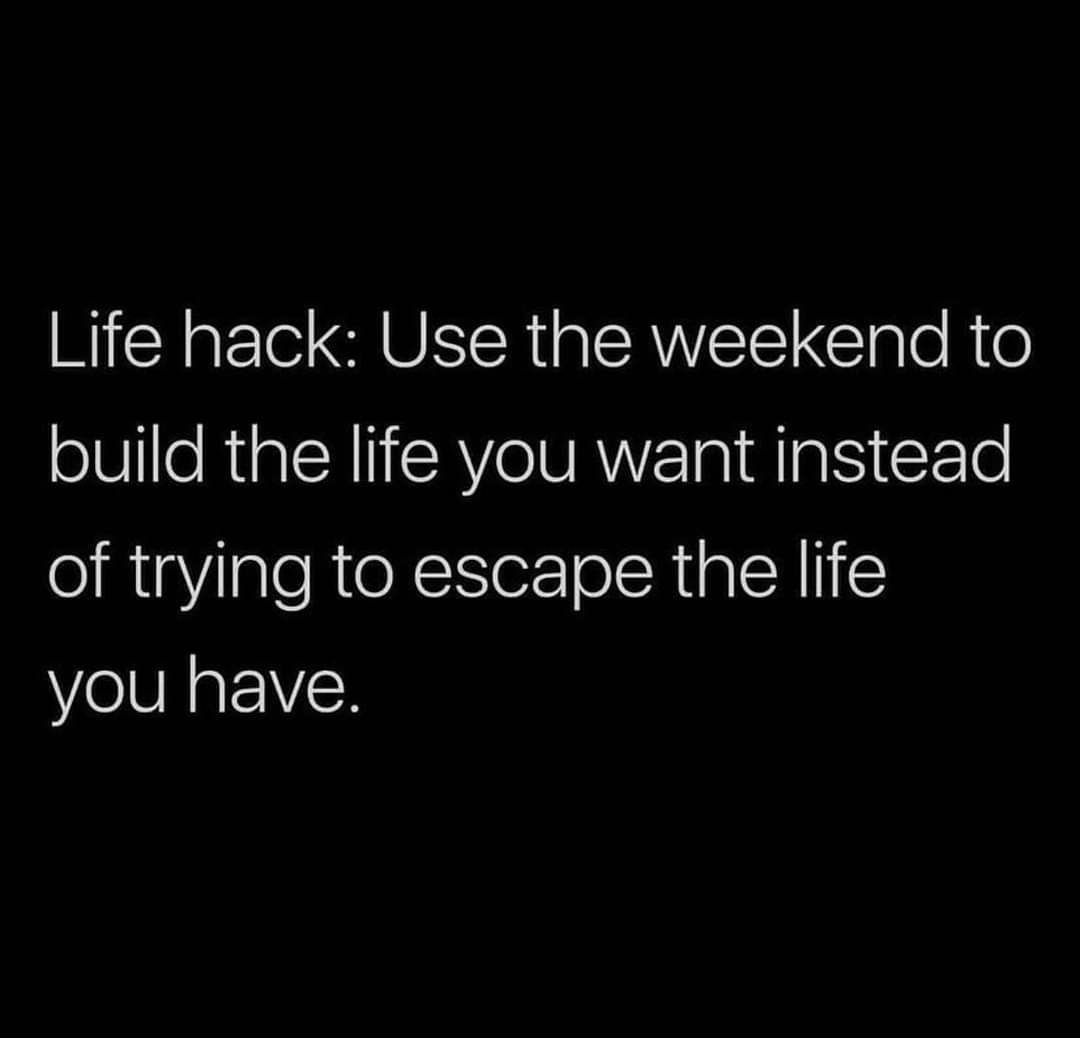 Life hack: Use the weekend to
build the life you want instead
of trying to escape the life
you have.